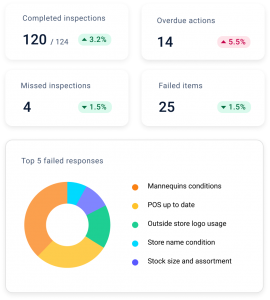 Completed inspections
120 / 124 ▲ 3.2%
Overdue actions
14 ▲ 5.5%
Missed inspections
4 ▼ 1.5%
Failed items
25 ▼ 1.5%
Top 5 failed responses
Mannequins conditions
POS up to date
Outside store logo usage
Store name condition
Stock size and assortment